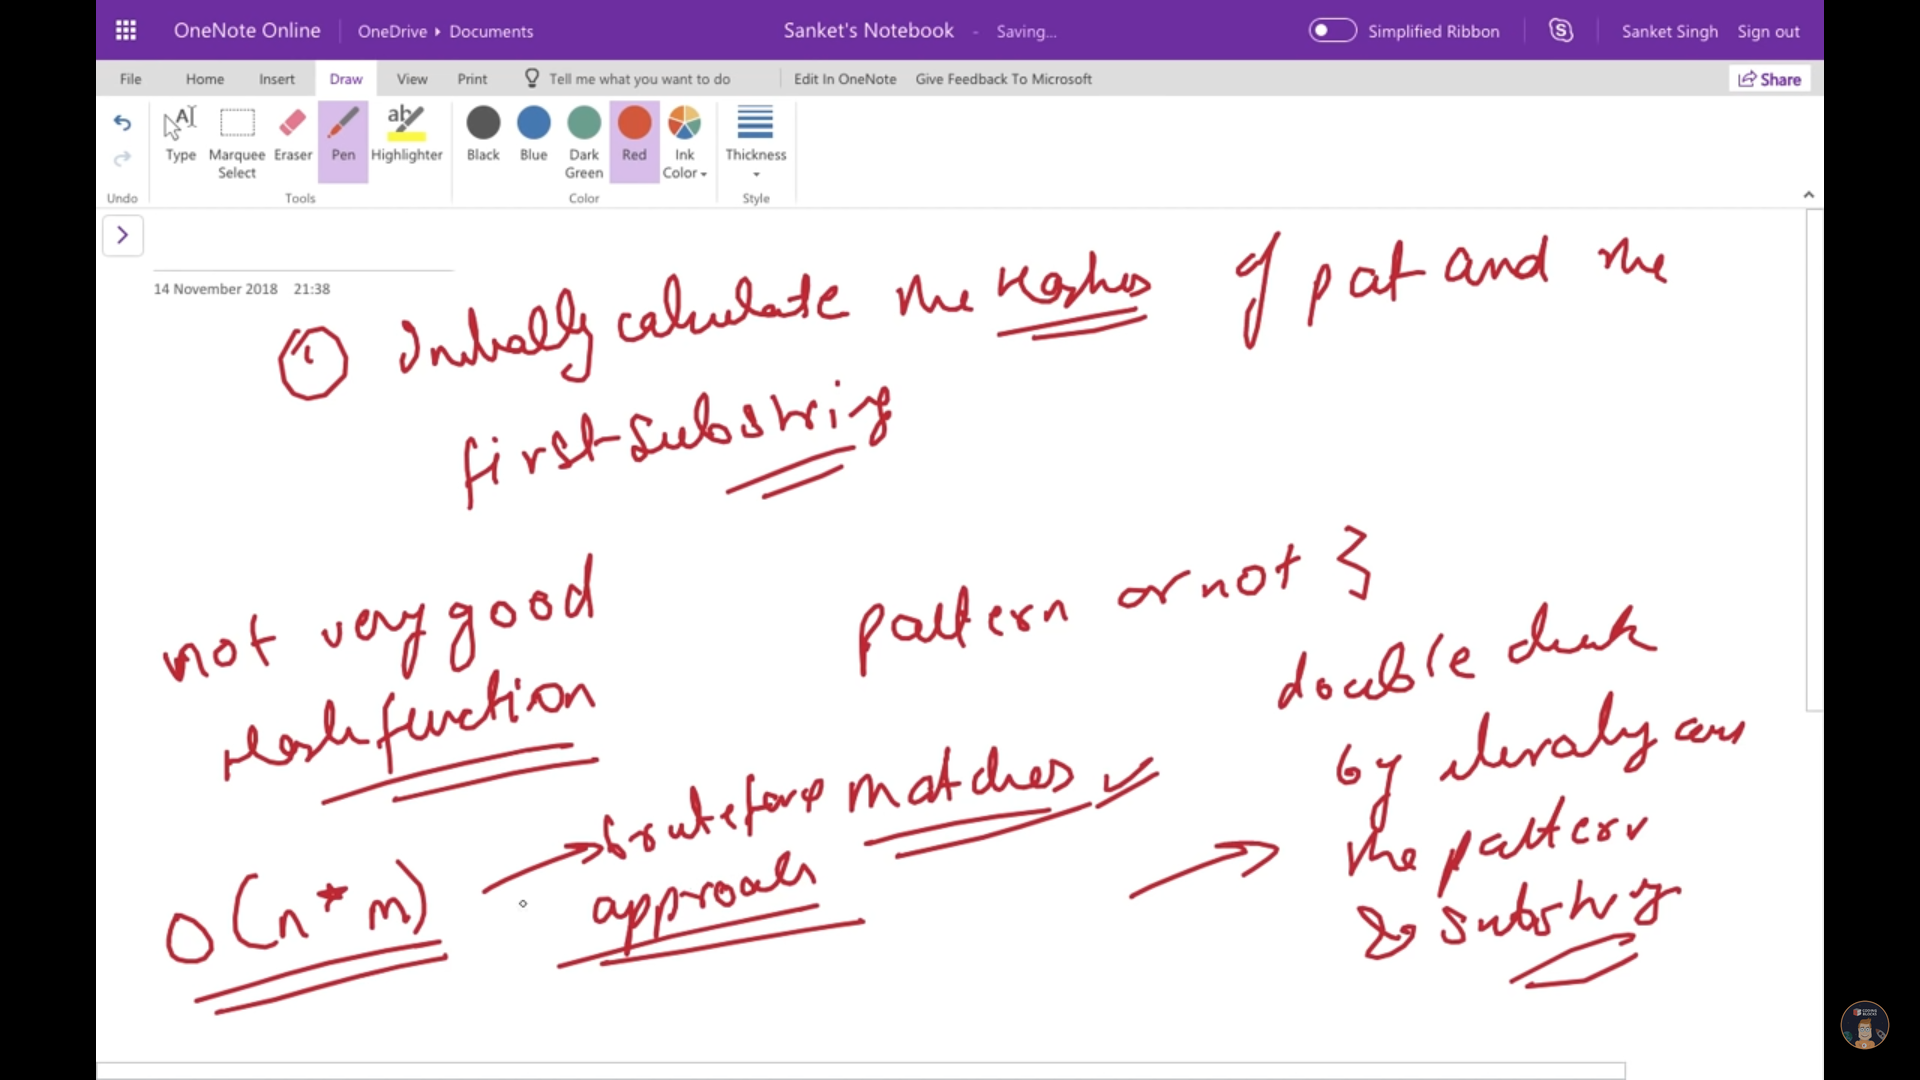 OneNote Online OneDrive ▸ Documents Sanket's Notebook - Saving... Simplified Ribbon Sanket Singh Sign out
File Home Insert Draw View Print Tell me what you want to do Edit In OneNote Give Feedback To Microsoft Share
Type Marquee Select Eraser Pen Highlighter Black Blue Dark Green Red Ink Color Thickness
Undo Tools Color Style
14 November 2018 21:38
① Initially calculate the Hashes of pat and the
first substring
not very good
Hash function
pattern or not }
double check
by iteraly
the pattern
& substring
matches ✓
O(n * m) → bruteforce
approach
→